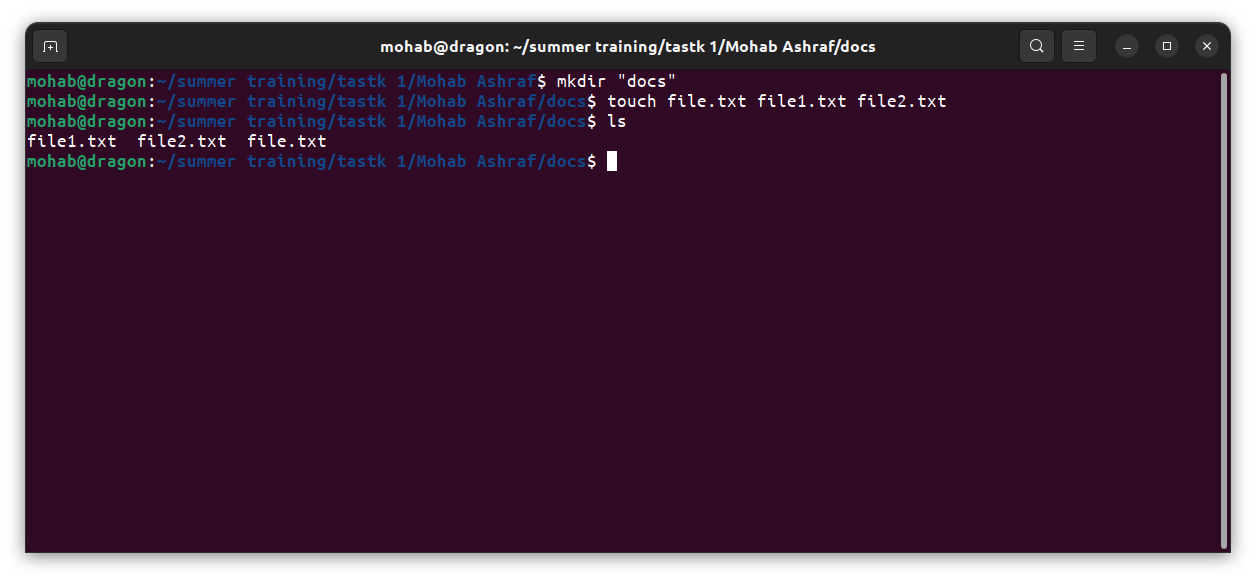 mohab@dragon: ~/summer training/tastk 1/Mohab Ashraf/docs
mohab@dragon:~/summer training/tastk 1/Mohab Ashraf$ mkdir "docs"
mohab@dragon:~/summer training/tastk 1/Mohab Ashraf/docs$ touch file.txt file1.txt file2.txt
mohab@dragon:~/summer training/tastk 1/Mohab Ashraf/docs$ ls
file1.txt  file2.txt  file.txt
mohab@dragon:~/summer training/tastk 1/Mohab Ashraf/docs$